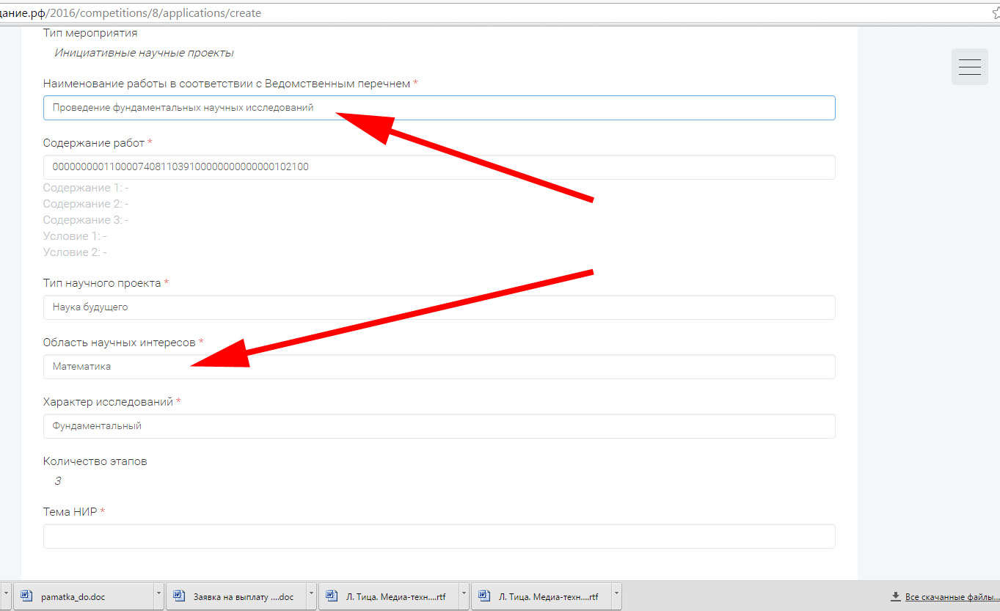 дание.рф/2016/competitions/8/applications/create
Тип мероприятия
Инициативные научные проекты
Наименование работы в соответствии с Ведомственным перечнем *
Проведение фундаментальных научных исследований
Содержание работ *
000000000110000740811039100000000000000102100
Содержание 1: -
Содержание 2: -
Содержание 3: -
Условие 1: -
Условие 2: -
Тип научного проекта *
Наука будущего
Область научных интересов *
Математика
Характер исследований *
Фундаментальный
Количество этапов
3
Тема НИР *
pamatka_do.doc Заявка на выплату ....doc Л. Тица. Медиа-техн....rtf Л. Тица. Медиа-техн....rtf Все скачанные файлы...